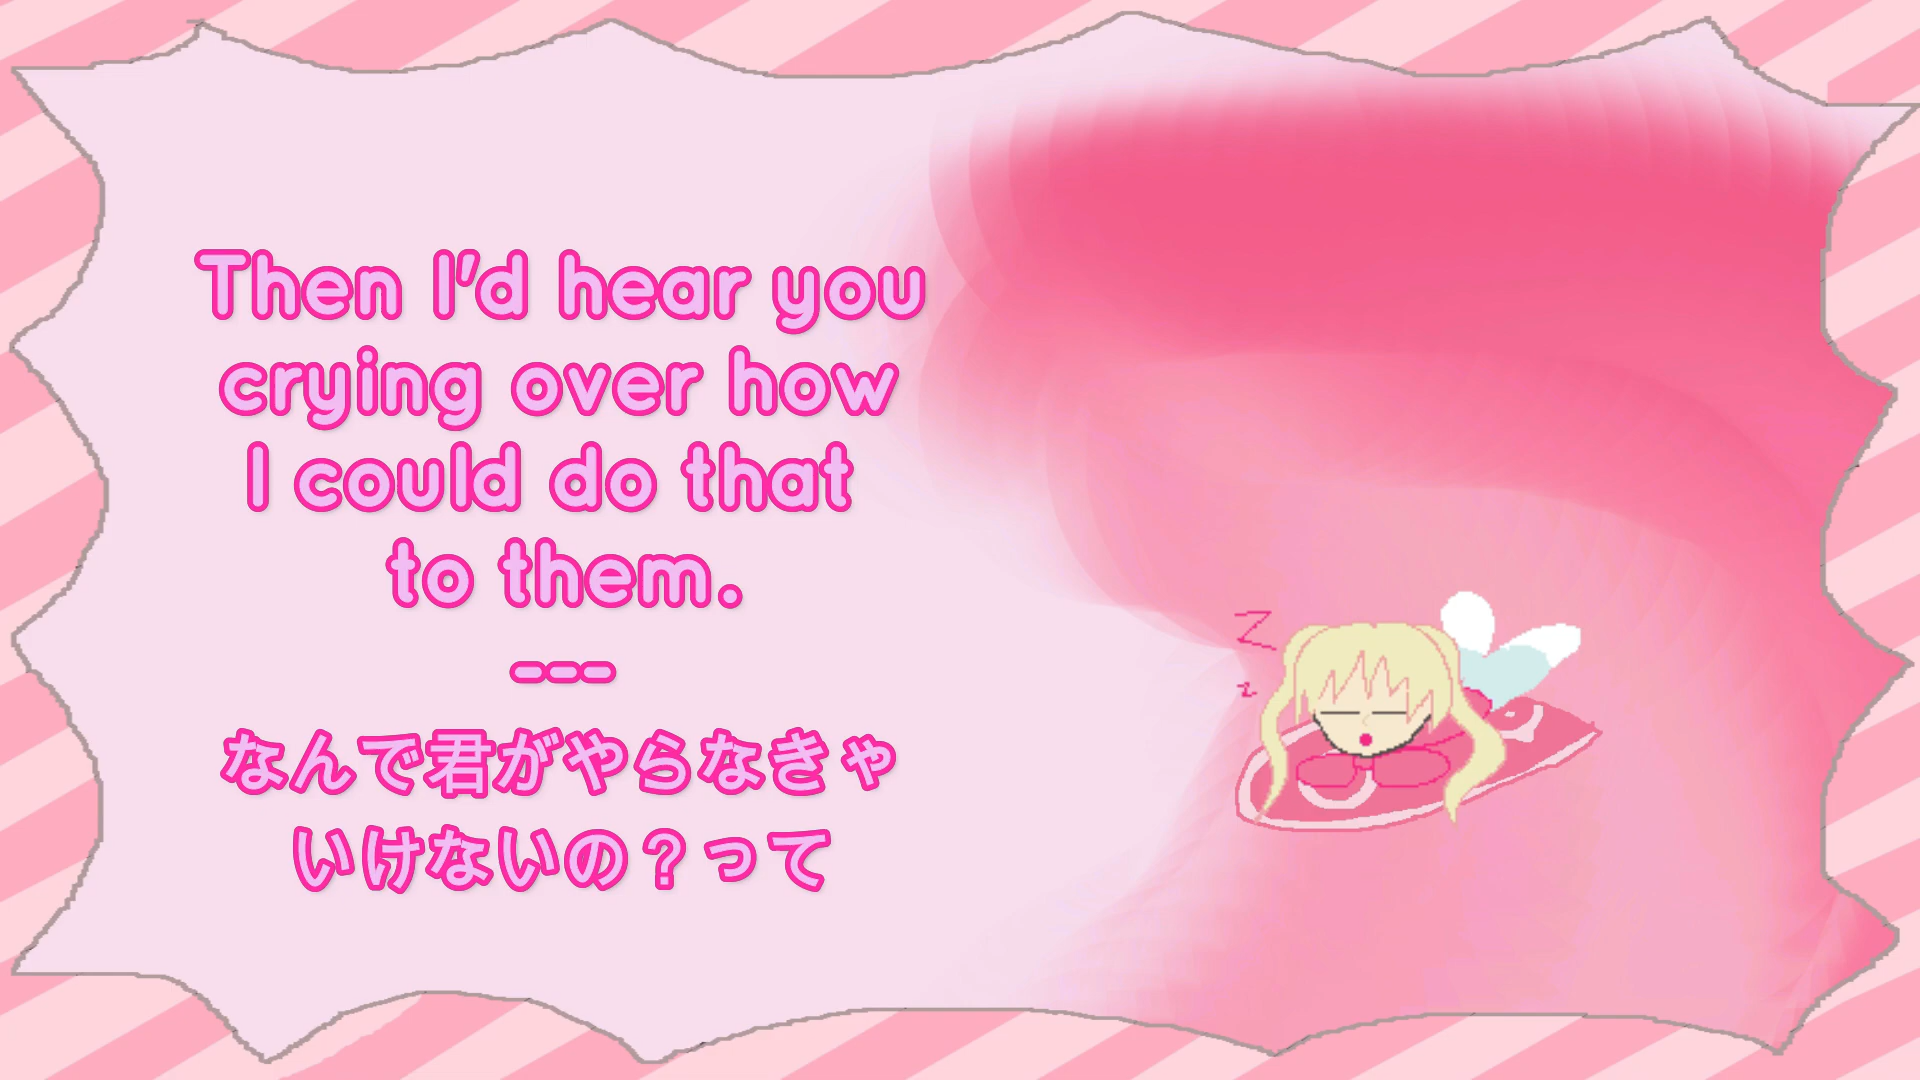 Then I'd hear you
crying over how
I could do that
to them.
---
なんで君がやらなきゃ
いけないの？って
Z
z